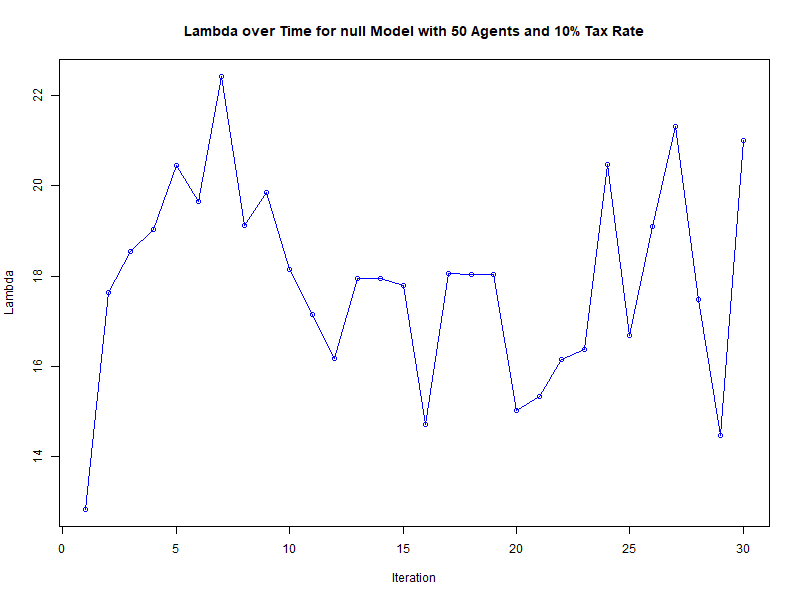 Lambda over Time for null Model with 50 Agents and 10% Tax Rate
22
20
18
16
14
Lambda
0 5 10 15 20 25 30
Iteration